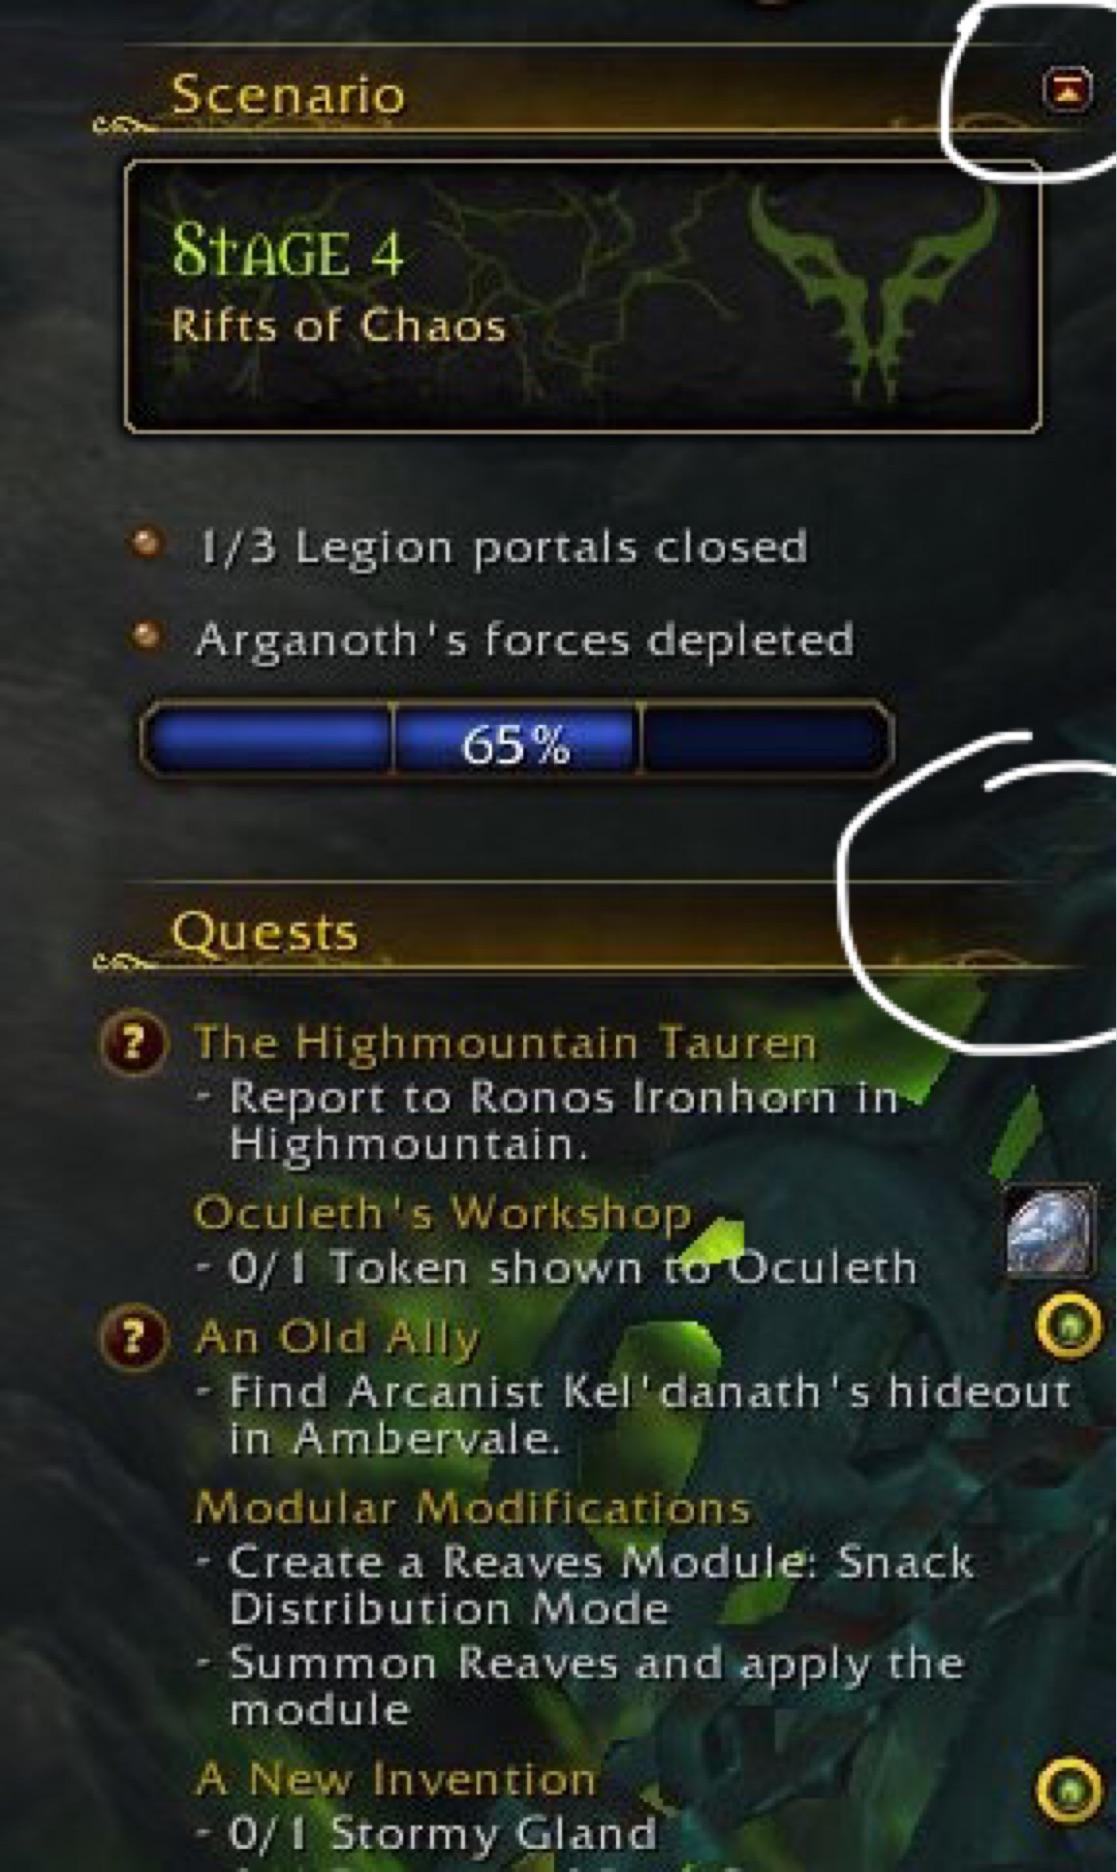 Scenario
Stage 4
Rifts of Chaos
1/3 Legion portals closed
Arganoth's forces depleted
65%
Quests
? The Highmountain Tauren
- Report to Ronos Ironhorn in
Highmountain.
Oculeth's Workshop
- 0/1 Token shown to Oculeth
? An Old Ally
- Find Arcanist Kel'danath's hideout
in Ambervale.
Modular Modifications
- Create a Reaves Module: Snack
Distribution Mode
- Summon Reaves and apply the
module
A New Invention
- 0/1 Stormy Gland